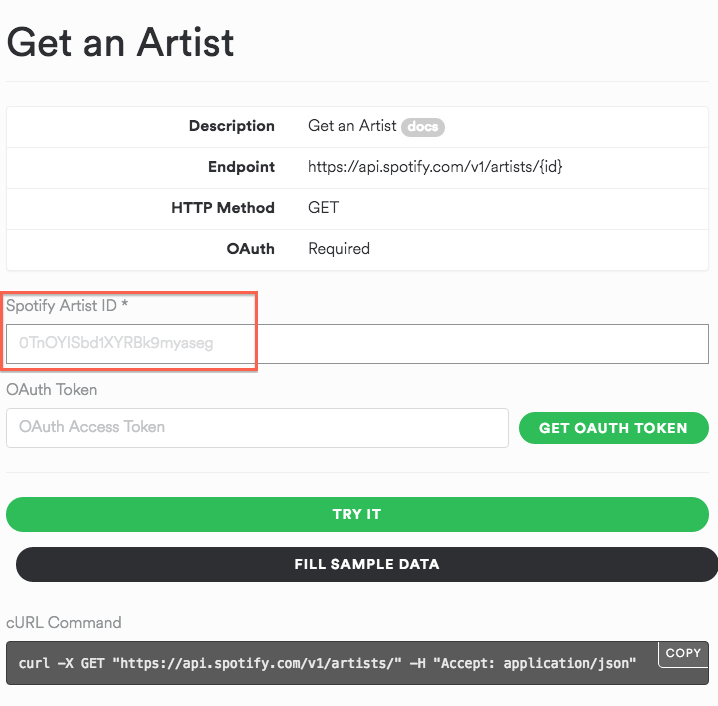 Get an Artist
Description Get an Artist docs
Endpoint https://api.spotify.com/v1/artists/{id}
HTTP Method GET
OAuth Required
Spotify Artist ID *
0TnOYISbd1XYRBk9myaseg
OAuth Token
OAuth Access Token GET OAUTH TOKEN
TRY IT
FILL SAMPLE DATA
cURL Command
curl -X GET "https://api.spotify.com/v1/artists/" -H "Accept: application/json" COPY